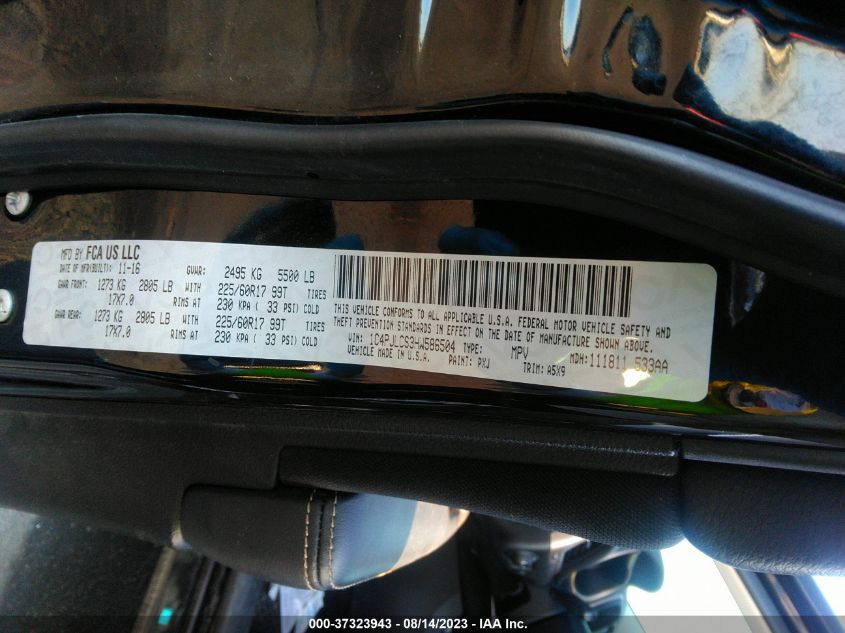 MFD BY FCA US LLC
DATE OF MFR(BUILT): 11-16 GVWR: 2495 KG 5500 LB
GAWR FRONT: 1273 KG 2805 LB WITH 225/60R17 99T TIRES
17X7.0 RIMS AT 230 KPA ( 33 PSI) COLD
GAWR REAR: 1273 KG 2805 LB WITH 225/60R17 99T TIRES
17X7.0 RIMS AT 230 KPA ( 33 PSI) COLD
THIS VEHICLE CONFORMS TO ALL APPLICABLE U.S.A. FEDERAL MOTOR VEHICLE SAFETY AND
THEFT PREVENTION STANDARDS IN EFFECT ON THE DATE OF MANUFACTURE SHOWN ABOVE.
VIN: 1C4PJLCS3HW586504 TYPE: MPV MDH: 111811 533AA
VEHICLE MADE IN U.S.A. PAINT: PXJ TRIM: A5X9
000-37323943 - 08/14/2023 - IAA Inc.